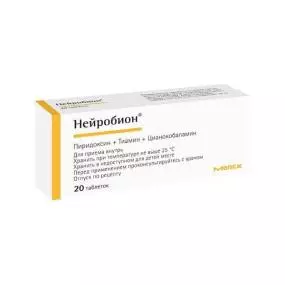 Нейробион®
Пиридоксин + Тиамин + Цианокобаламин
Для приема внутрь
Хранить при температуре не выше 25 °C
Хранить в недоступном для детей месте
Перед применением проконсультируйтесь с врачом
Отпуск по рецепту
20 таблеток
MERCK